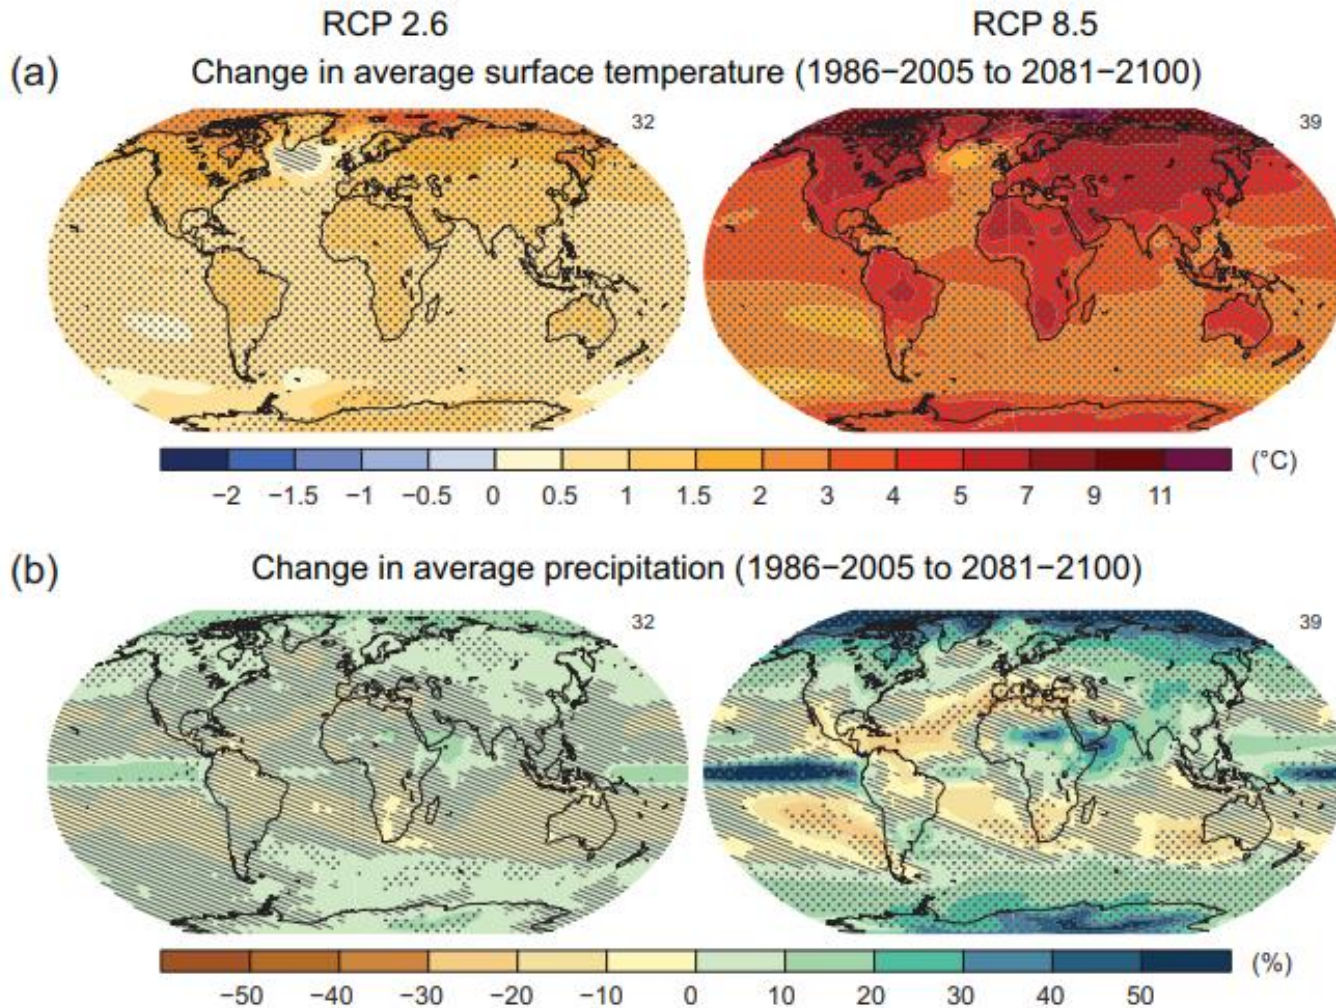 RCP 2.6 RCP 8.5
(a) Change in average surface temperature (1986−2005 to 2081−2100)
32 39
(°C)
−2 −1.5 −1 −0.5 0 0.5 1 1.5 2 3 4 5 7 9 11
(b) Change in average precipitation (1986−2005 to 2081−2100)
32 39
(%)
−50 −40 −30 −20 −10 0 10 20 30 40 50